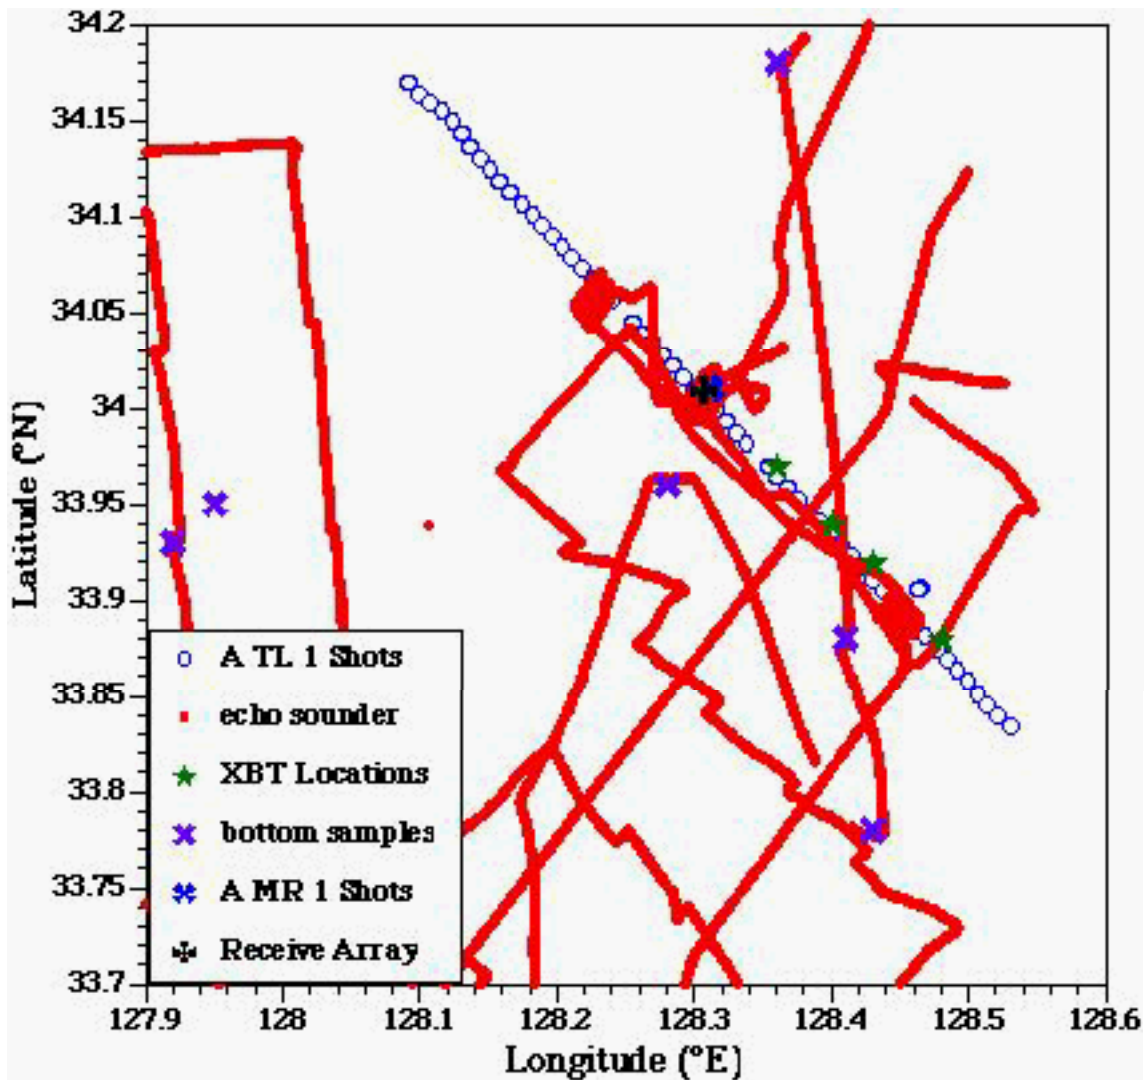 34.2
34.15
34.1
34.05
34
33.95
33.9
33.85
33.8
33.75
33.7
Latitude (°N)
A TL 1 Shots
echo sounder
XBT Locations
bottom samples
A MR 1 Shots
Receive Array
127.9 128 128.1 128.2 128.3 128.4 128.5 128.6
Longitude (°E)